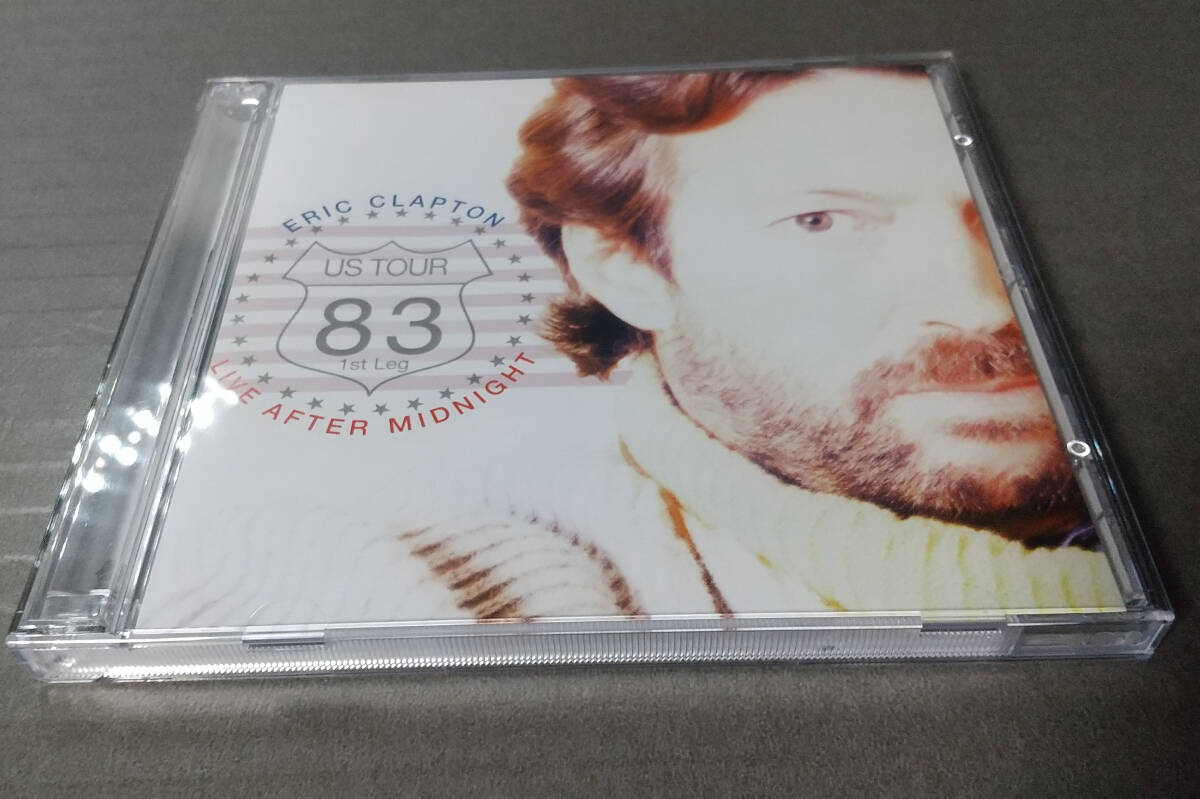 ERIC CLAPTON
US TOUR
83
1st Leg
LIVE AFTER MIDNIGHT